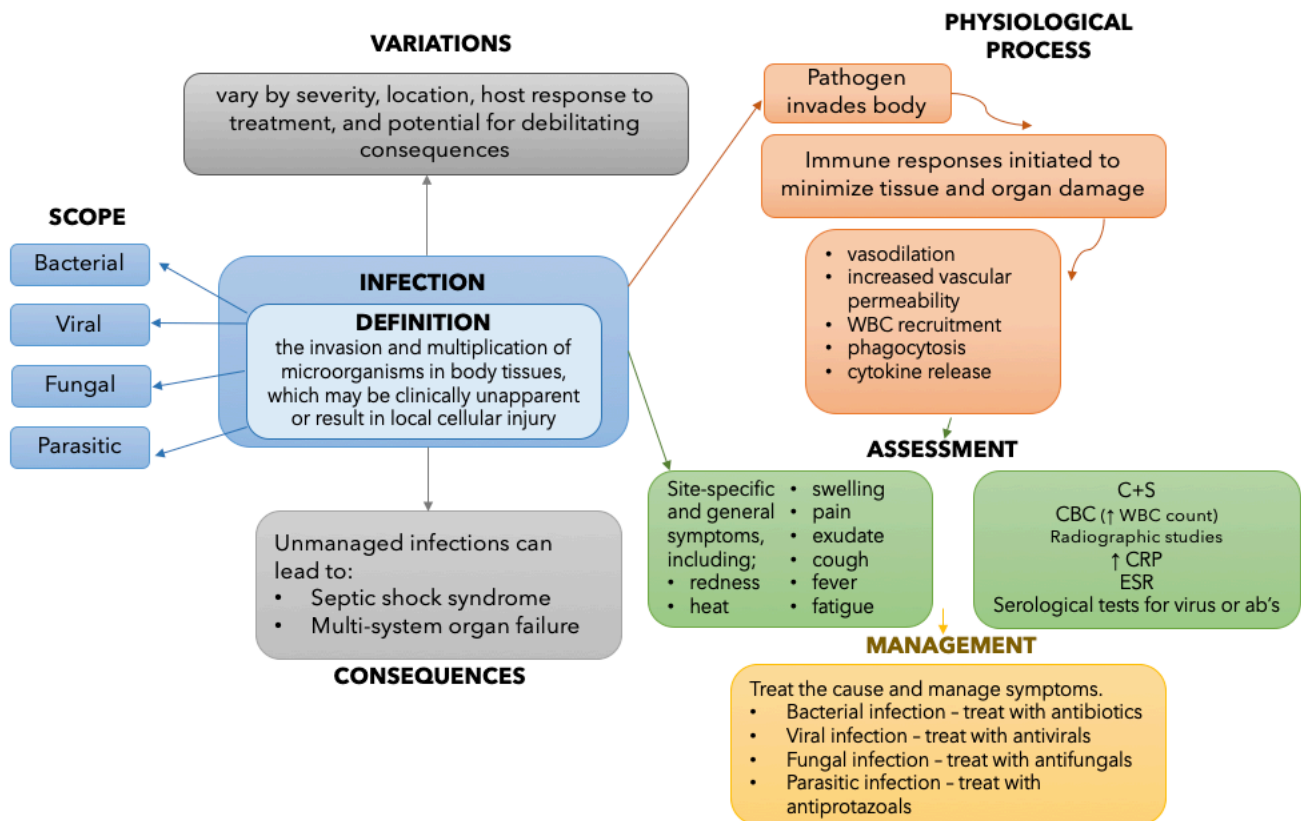 VARIATIONS
vary by severity, location, host response to
treatment, and potential for debilitating
consequences
PHYSIOLOGICAL
PROCESS
Pathogen
invades body
Immune responses initiated to
minimize tissue and organ damage
• vasodilation
• increased vascular
permeability
• WBC recruitment
• phagocytosis
• cytokine release
SCOPE
Bacterial
Viral
Fungal
Parasitic
INFECTION
DEFINITION
the invasion and multiplication of
microorganisms in body tissues,
which may be clinically unapparent
or result in local cellular injury
ASSESSMENT
Site-specific
and general
symptoms,
including;
• redness
• heat
• swelling
• pain
• exudate
• cough
• fever
• fatigue
C+S
CBC (↑ WBC count)
Radiographic studies
↑ CRP
ESR
Serological tests for virus or ab's
Unmanaged infections can
lead to:
• Septic shock syndrome
• Multi-system organ failure
CONSEQUENCES
MANAGEMENT
Treat the cause and manage symptoms.
• Bacterial infection – treat with antibiotics
• Viral infection – treat with antivirals
• Fungal infection – treat with antifungals
• Parasitic infection – treat with
antiprotazoals